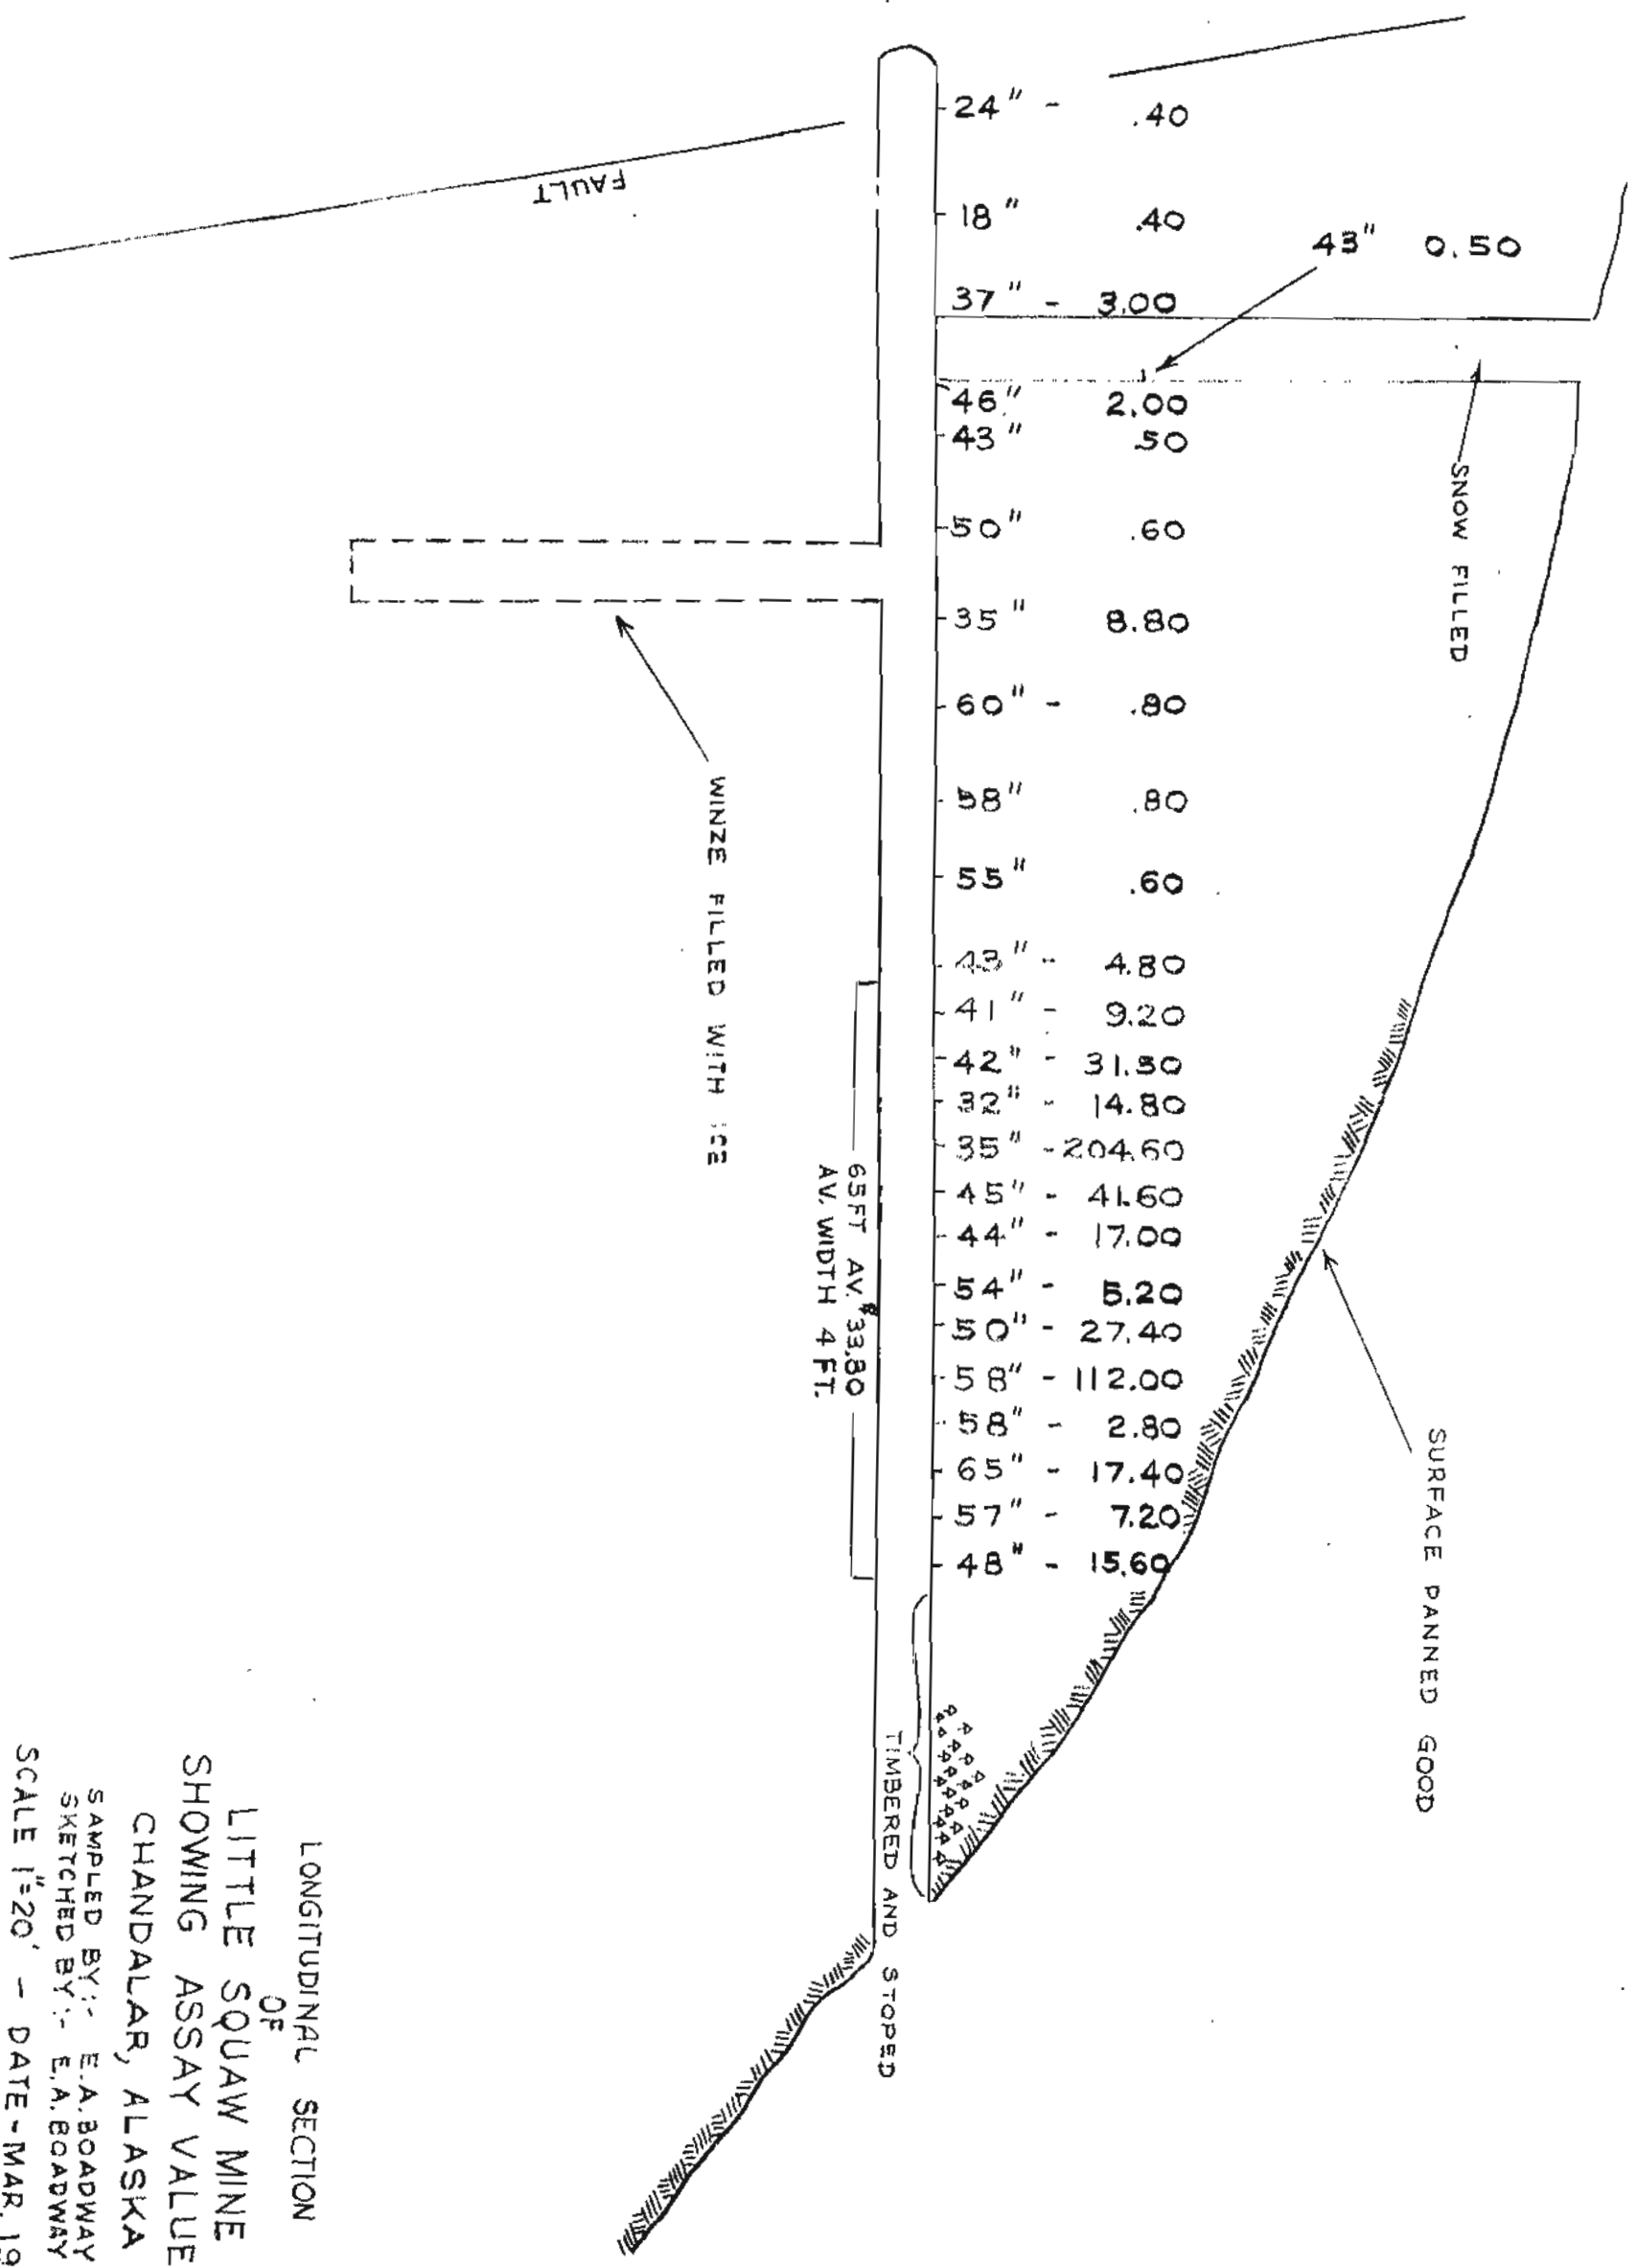 24" - .40
18" .40
43" 0.50
37" - 3.00
46" 2.00
43" .50
50" .60
35" 8.80
60" - .80
58" .80
55" .60
43" - 4.80
41" - 9.20
42" - 31.50
32" - 14.80
35" - 204.60
45" - 41.60
44" - 17.00
54" - 5.20
50" - 27.40
58" - 112.00
58" - 2.80
65" - 17.40
57" - 7.20
48" - 15.60
FAULT
SNOW FILLED
WINZE FILLED WITH ICE
65 FT AV. $33.80
AV. WIDTH 4 FT.
SURFACE PANNED GOOD
TIMBERED AND STOPED
LONGITUDINAL SECTION
OF
LITTLE SQUAW MINE
SHOWING ASSAY VALUE
CHANDALAR, ALASKA
SAMPLED BY:- E.A. BOADWAY
SKETCHED BY:- E.A. BOADWAY
SCALE 1"=20' - DATE - MAR. 19